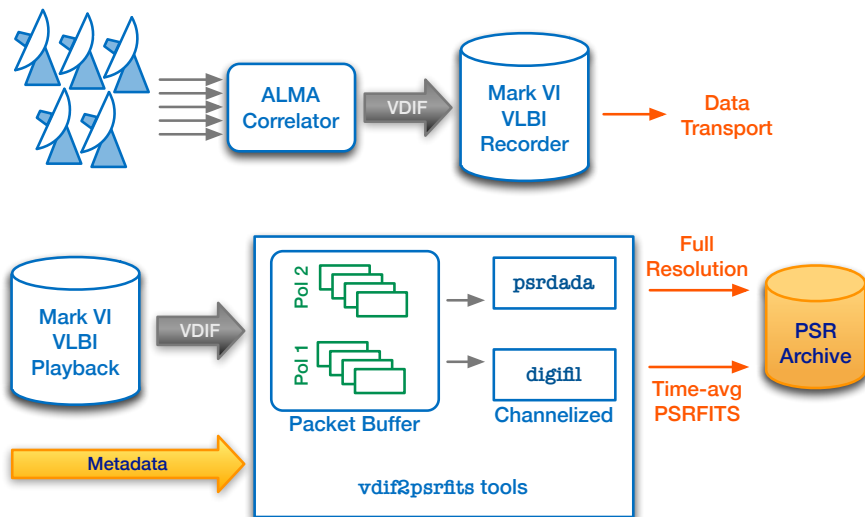 ALMA
Correlator
VDIF
Mark VI
VLBI
Recorder
Data
Transport
Mark VI
VLBI
Playback
VDIF
Metadata
Pol 2
Pol 1
Packet Buffer
psrdada
digifil
Channelized
vdif2psrfits tools
Full
Resolution
Time-avg
PSRFITS
PSR
Archive